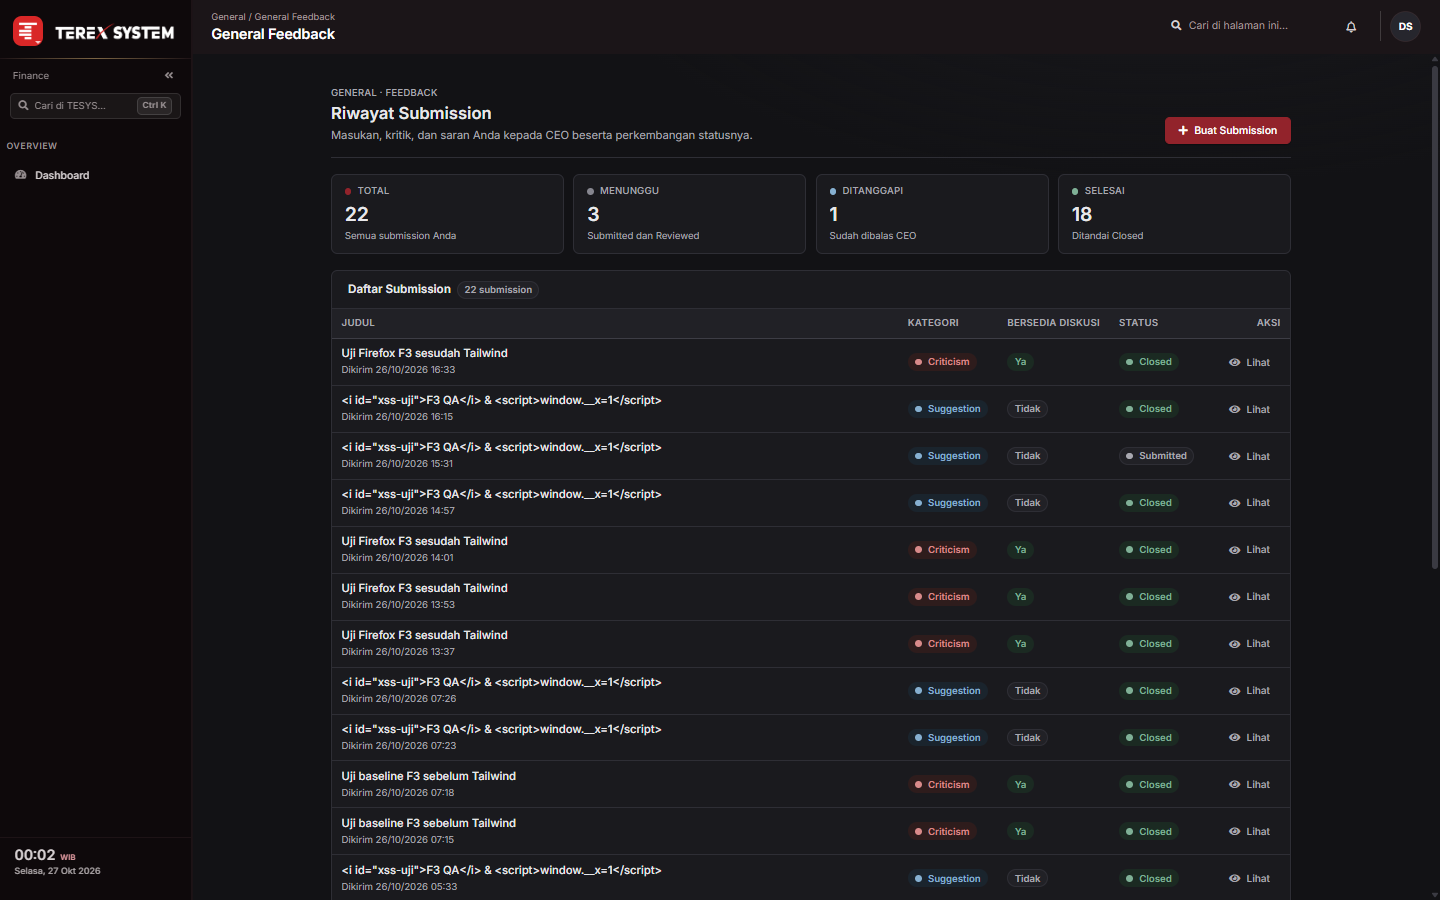 TEREX SYSTEM
General / General Feedback
General Feedback
Cari di halaman ini...
DS
Finance
Cari di TESYS...
Ctrl K
OVERVIEW
Dashboard
GENERAL · FEEDBACK
Riwayat Submission
Masukan, kritik, dan saran Anda kepada CEO beserta perkembangan statusnya.
Buat Submission
TOTAL
22
Semua submission Anda
MENUNGGU
3
Submitted dan Reviewed
DITANGGAPI
1
Sudah dibalas CEO
SELESAI
18
Ditandai Closed
Daftar Submission 22 submission
JUDUL KATEGORI BERSEDIA DISKUSI STATUS AKSI
Uji Firefox F3 sesudah Tailwind
Dikirim 26/10/2026 16:33
Criticism Ya Closed Lihat
<i id="xss-uji">F3 QA</i> & <script>window.__x=1</script>
Dikirim 26/10/2026 16:15
Suggestion Tidak Closed Lihat
<i id="xss-uji">F3 QA</i> & <script>window.__x=1</script>
Dikirim 26/10/2026 15:31
Suggestion Tidak Submitted Lihat
<i id="xss-uji">F3 QA</i> & <script>window.__x=1</script>
Dikirim 26/10/2026 14:57
Suggestion Tidak Closed Lihat
Uji Firefox F3 sesudah Tailwind
Dikirim 26/10/2026 14:01
Criticism Ya Closed Lihat
Uji Firefox F3 sesudah Tailwind
Dikirim 26/10/2026 13:53
Criticism Ya Closed Lihat
Uji Firefox F3 sesudah Tailwind
Dikirim 26/10/2026 13:37
Criticism Ya Closed Lihat
<i id="xss-uji">F3 QA</i> & <script>window.__x=1</script>
Dikirim 26/10/2026 07:26
Suggestion Tidak Closed Lihat
<i id="xss-uji">F3 QA</i> & <script>window.__x=1</script>
Dikirim 26/10/2026 07:23
Suggestion Tidak Closed Lihat
Uji baseline F3 sebelum Tailwind
Dikirim 26/10/2026 07:18
Criticism Ya Closed Lihat
Uji baseline F3 sebelum Tailwind
Dikirim 26/10/2026 07:15
Criticism Ya Closed Lihat
<i id="xss-uji">F3 QA</i> & <script>window.__x=1</script>
Dikirim 26/10/2026 05:33
Suggestion Tidak Closed Lihat
00:02 WIB
Selasa, 27 Okt 2026